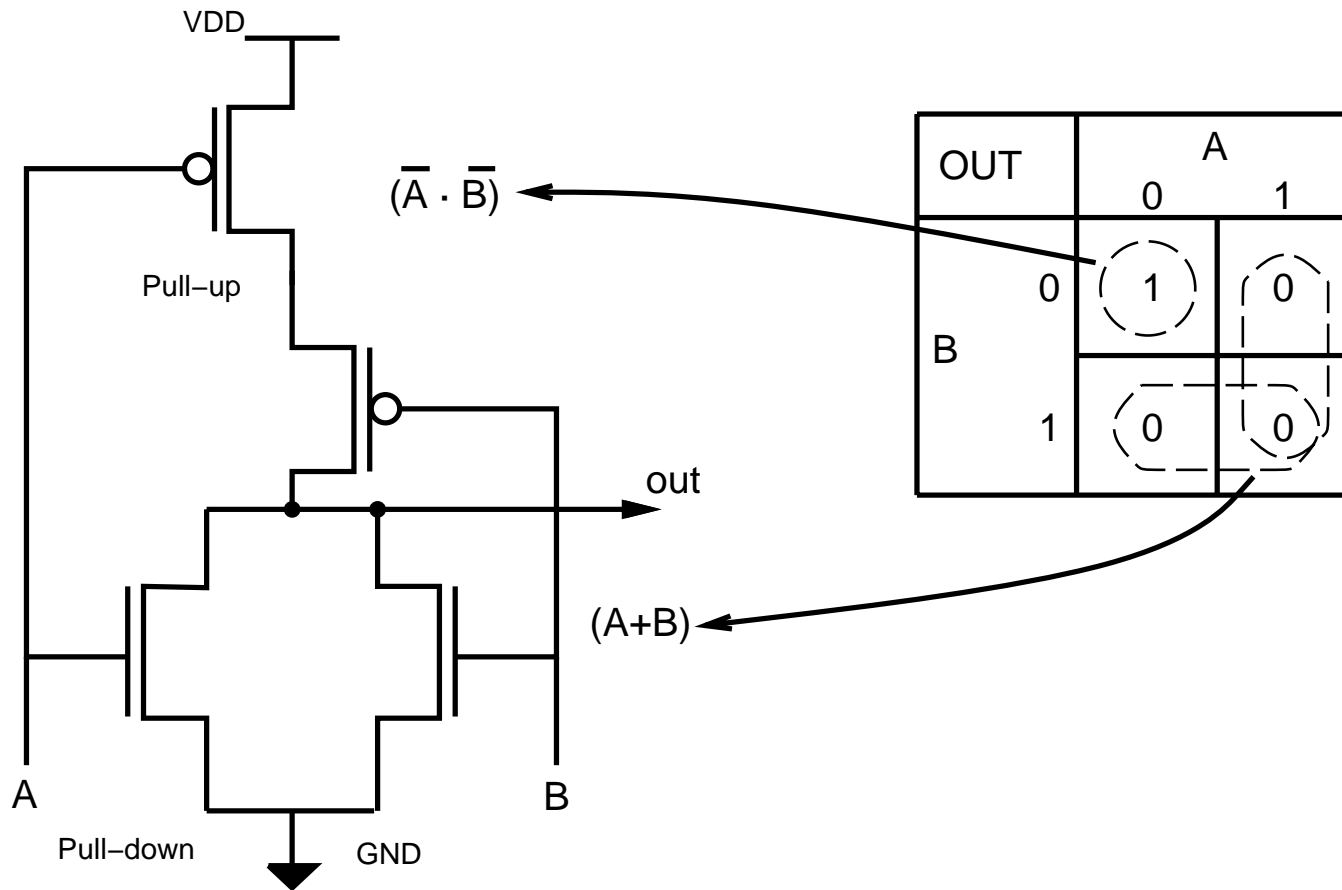 VDD
(A̅ · B̅)
Pull–up
out
(A+B)
A
B
Pull–down
GND
OUT
A
0 1
B
0 1 0
1 0 0